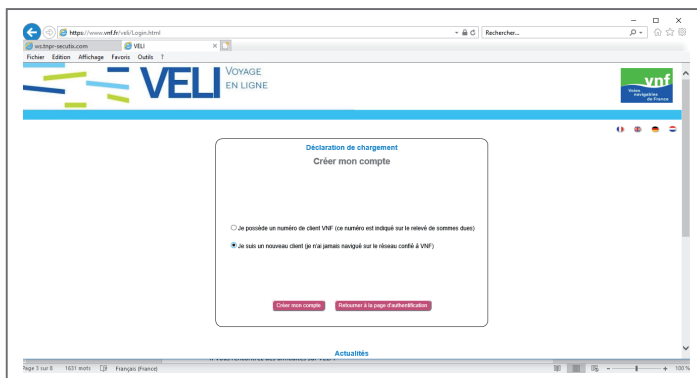 https://www.vnf.fr/veli/Login.html
Rechercher...
ws.tnpr-secutix.com
VELI
Fichier Edition Affichage Favoris Outils ?
VELI VOYAGE EN LIGNE
vnf
Voies navigables de France
Déclaration de chargement
Créer mon compte
Je possède un numéro de client VNF (ce numéro est indiqué sur le relevé de sommes dues)
Je suis un nouveau client (je n'ai jamais navigué sur le réseau confié à VNF)
Créer mon compte
Retourner à la page d'authentification
Actualités
Page 3 sur 6 1631 mots Français (France)
100 %